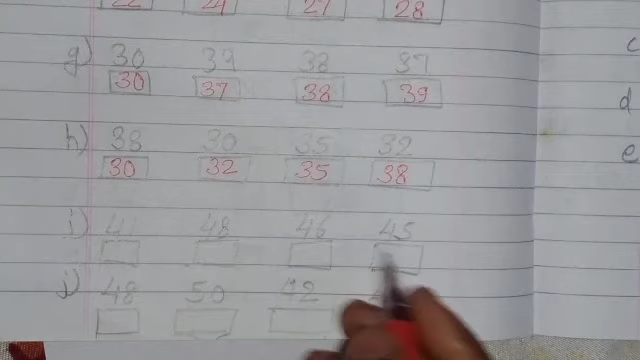 22 24 27 28
g) 30 39 38 37
30 37 38 39
h) 38 30 35 32
30 32 35 38
i) 41 48 46 45
j) 48 50 42
c
d
e